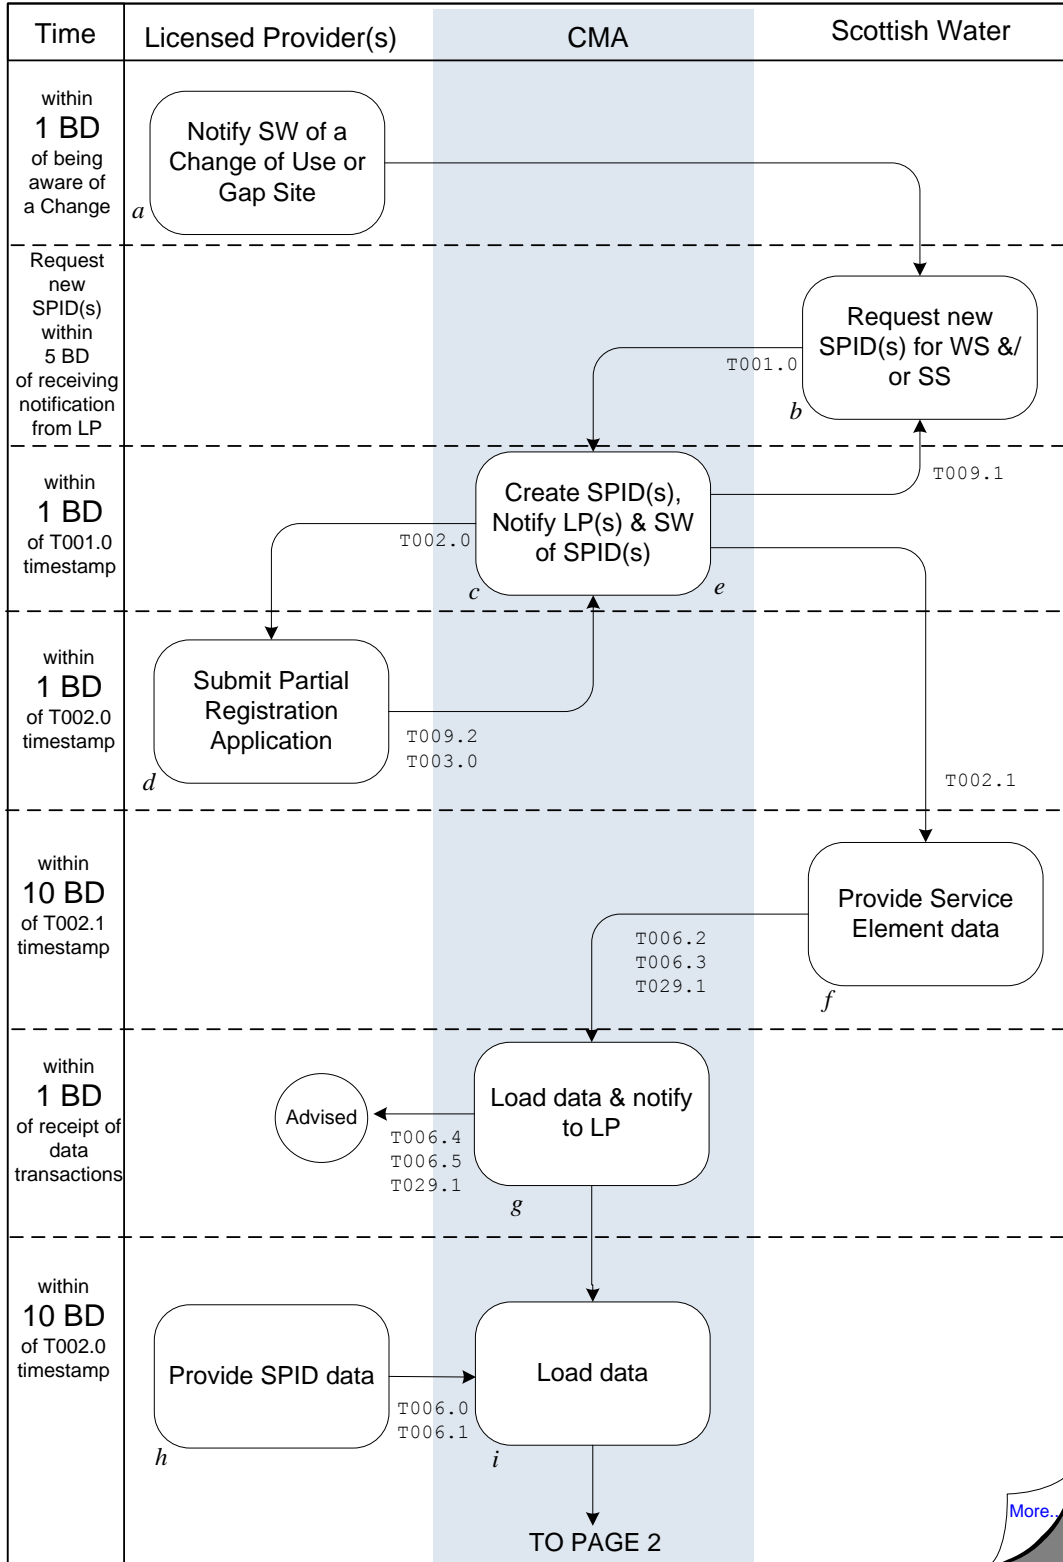 Time
Licensed Provider(s)
CMA
Scottish Water
within
1 BD
of being
aware of
a Change
Notify SW of a
Change of Use or
Gap Site
a
Request
new
SPID(s)
within
5 BD
of receiving
notification
from LP
Request new
SPID(s) for WS &/
or SS
T001.0
b
within
1 BD
of T001.0
timestamp
Create SPID(s),
Notify LP(s) & SW
of SPID(s)
T009.1
T002.0
c
e
within
1 BD
of T002.0
timestamp
Submit Partial
Registration
Application
T009.2
T003.0
d
T002.1
within
10 BD
of T002.1
timestamp
Provide Service
Element data
T006.2
T006.3
T029.1
f
within
1 BD
of receipt of
data
transactions
Advised
Load data & notify
to LP
T006.4
T006.5
T029.1
g
within
10 BD
of T002.0
timestamp
Provide SPID data
Load data
T006.0
T006.1
h
i
TO PAGE 2
More..